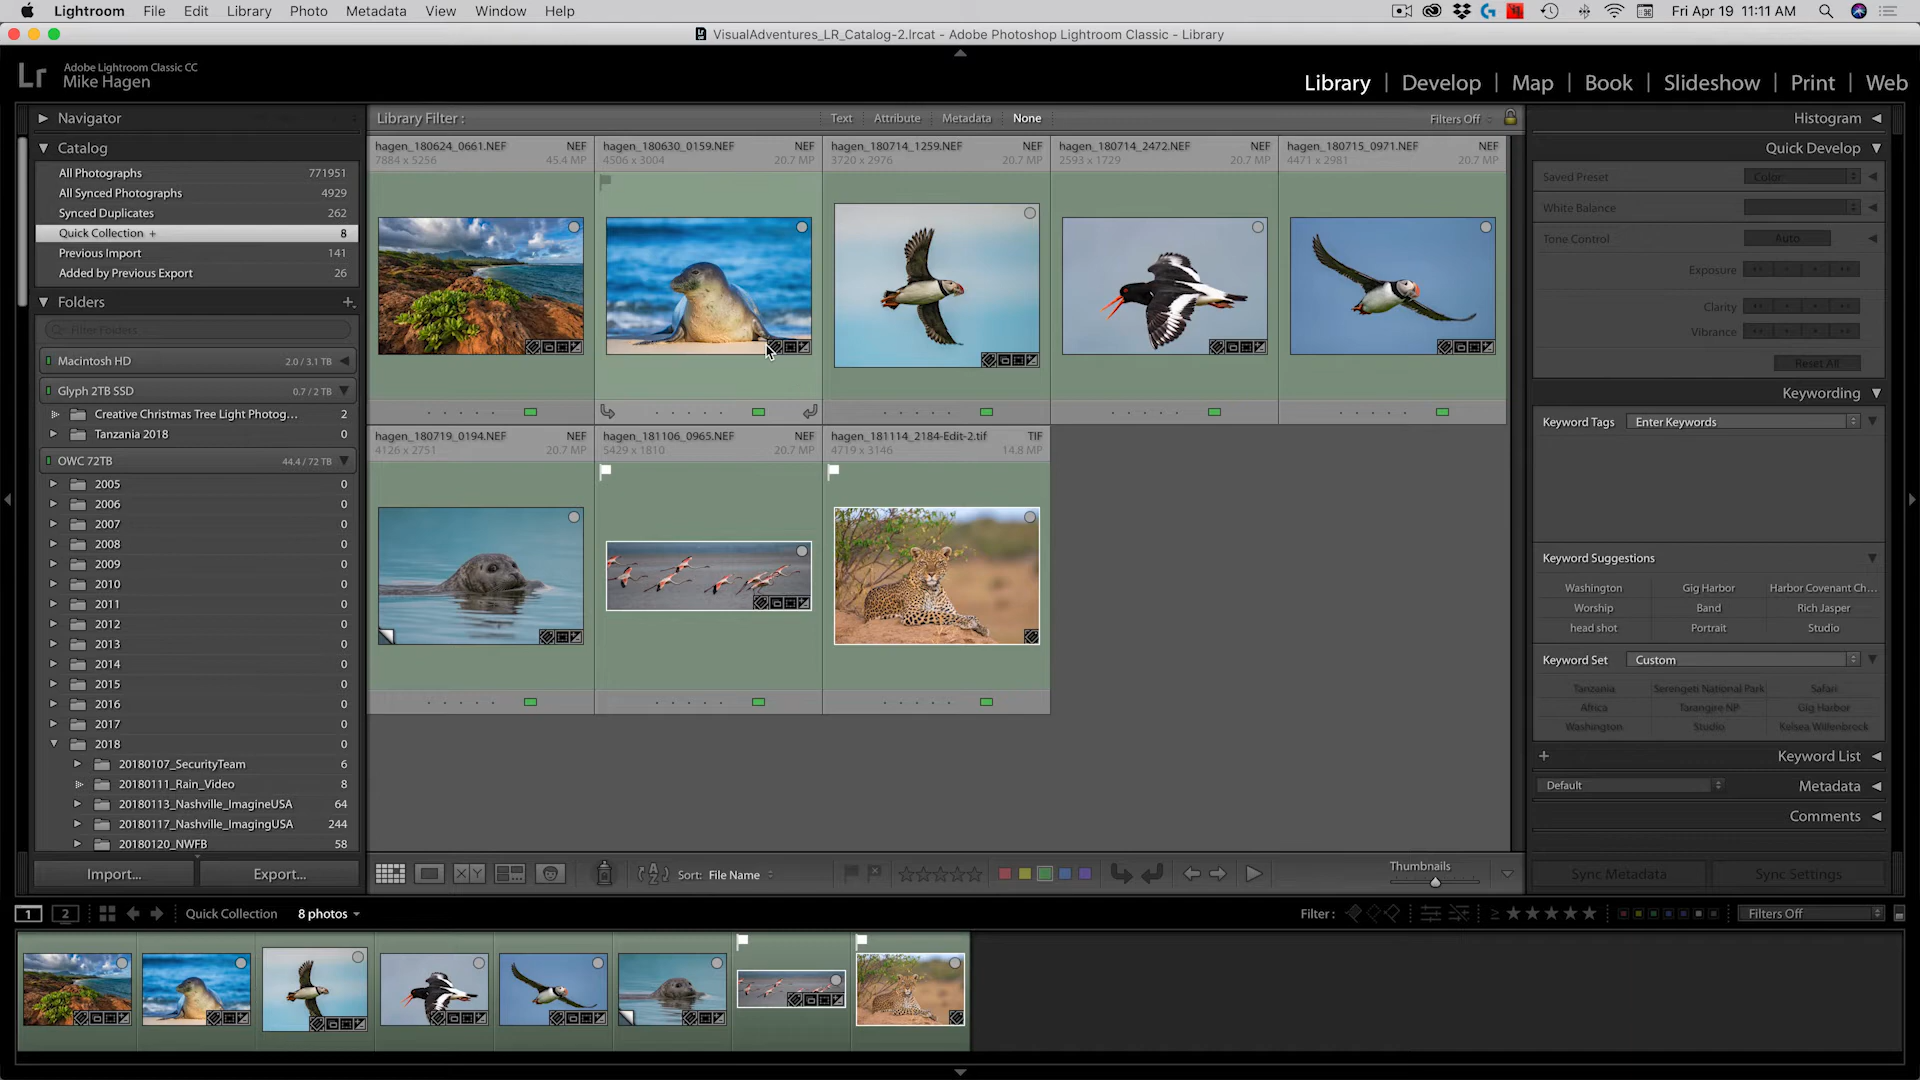 Lightroom File Edit Library Photo Metadata View Window Help Fri Apr 19 11:11 AM
VisualAdventures_LR_Catalog-2.lrcat - Adobe Photoshop Lightroom Classic - Library
Lr Adobe Lightroom Classic CC
Mike Hagen
Library | Develop | Map | Book | Slideshow | Print | Web
Navigator
Catalog
All Photographs 771951
All Synced Photographs 4929
Synced Duplicates 262
Quick Collection + 8
Previous Import 141
Added by Previous Export 26
Folders +
Filter Folders
Macintosh HD 2.0 / 3.1 TB
Glyph 2TB SSD 0.7 / 2 TB
Creative Christmas Tree Light Photog... 2
Tanzania 2018 0
OWC 72TB 44.4 / 72 TB
2005 0
2006 0
2007 0
2008 0
2009 0
2010 0
2011 0
2012 0
2013 0
2014 0
2015 0
2016 0
2017 0
2018 0
20180107_SecurityTeam 6
20180111_Rain_Video 8
20180113_Nashville_ImagineUSA 64
20180117_Nashville_ImagingUSA 244
20180120_NWFB 58
Import... Export...
Library Filter : Text Attribute Metadata None Filters Off
hagen_180624_0661.NEF NEF
7884 x 5256 45.4 MP
hagen_180630_0159.NEF NEF
4506 x 3004 20.7 MP
hagen_180714_1259.NEF NEF
3720 x 2976 20.7 MP
hagen_180714_2472.NEF NEF
2593 x 1729 20.7 MP
hagen_180715_0971.NEF NEF
4471 x 2981 20.7 MP
hagen_180719_0194.NEF NEF
4126 x 2751 20.7 MP
hagen_181106_0965.NEF NEF
5429 x 1810 20.7 MP
hagen_181114_2184-Edit-2.tif TIF
4719 x 3146 14.8 MP
XY Sort: File Name Thumbnails
Histogram
Quick Develop
Saved Preset Color
White Balance
Tone Control Auto
Exposure
Clarity
Vibrance
Reset All
Keywording
Keyword Tags Enter Keywords
Keyword Suggestions
Washington Gig Harbor Harbor Covenant Ch...
Worship Band Rich Jasper
head shot Portrait Studio
Keyword Set Custom
Tanzania Serengeti National Park Safari
Africa Tarangire NP Gig Harbor
Washington Studio Kelsea Willenbrock
+ Keyword List
Default Metadata
Comments
Sync Metadata Sync Settings
1 2 Quick Collection 8 photos Filter : ≥ Filters Off